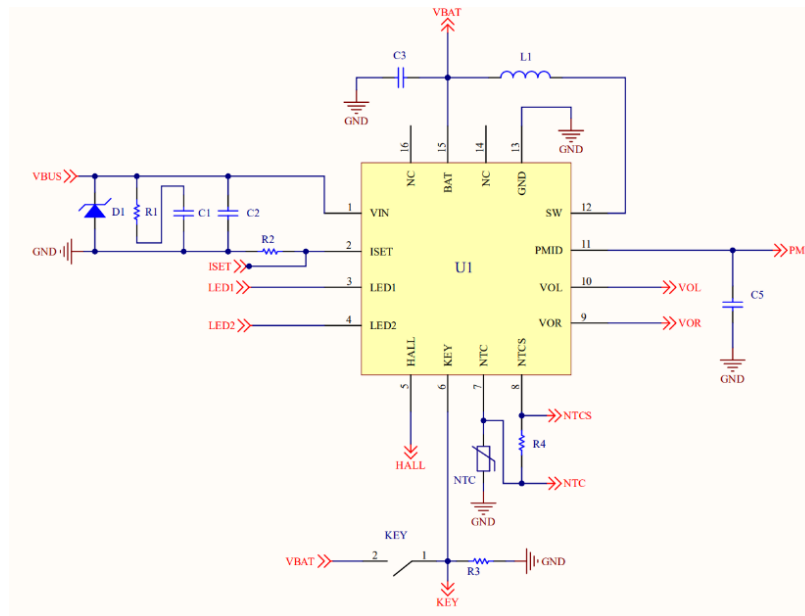 VBAT
C3
L1
GND
GND
16
15
14
13
NC
BAT
NC
GND
VBUS
D1
R1
C1
C2
1
VIN
SW
12
GND
R2
2
ISET
PMID
11
PM
ISET
U1
LED1
3
LED1
VOL
10
VOL
C5
LED2
4
LED2
VOR
9
VOR
HALL
KEY
NTC
NTCS
5
6
7
8
GND
NTCS
R4
HALL
NTC
NTC
GND
KEY
VBAT
2
1
R3
GND
KEY